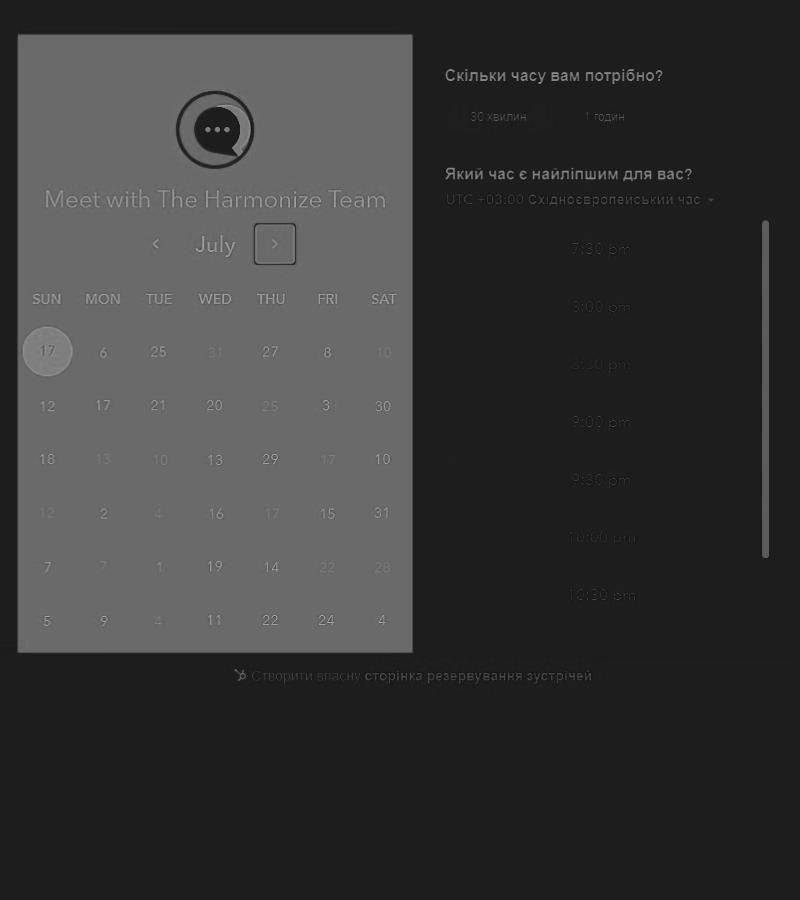 Meet with The Harmonize Team
July
SUN MON TUE WED THU FRI SAT
17 6 25 31 27 8 10
12 17 21 20 25 3 30
18 13 10 13 29 17 10
12 2 4 16 17 15 31
7 7 1 19 14 22 28
5 9 4 11 22 24 4
Скільки часу вам потрібно?
30 хвилин 1 годин
Який час є найліпшим для вас?
UTC +03:00 Східноєвропейський час
7:30 pm
8:00 pm
8:30 pm
9:00 pm
9:30 pm
10:00 pm
10:30 pm
Створити власну сторінка резервування зустрічей